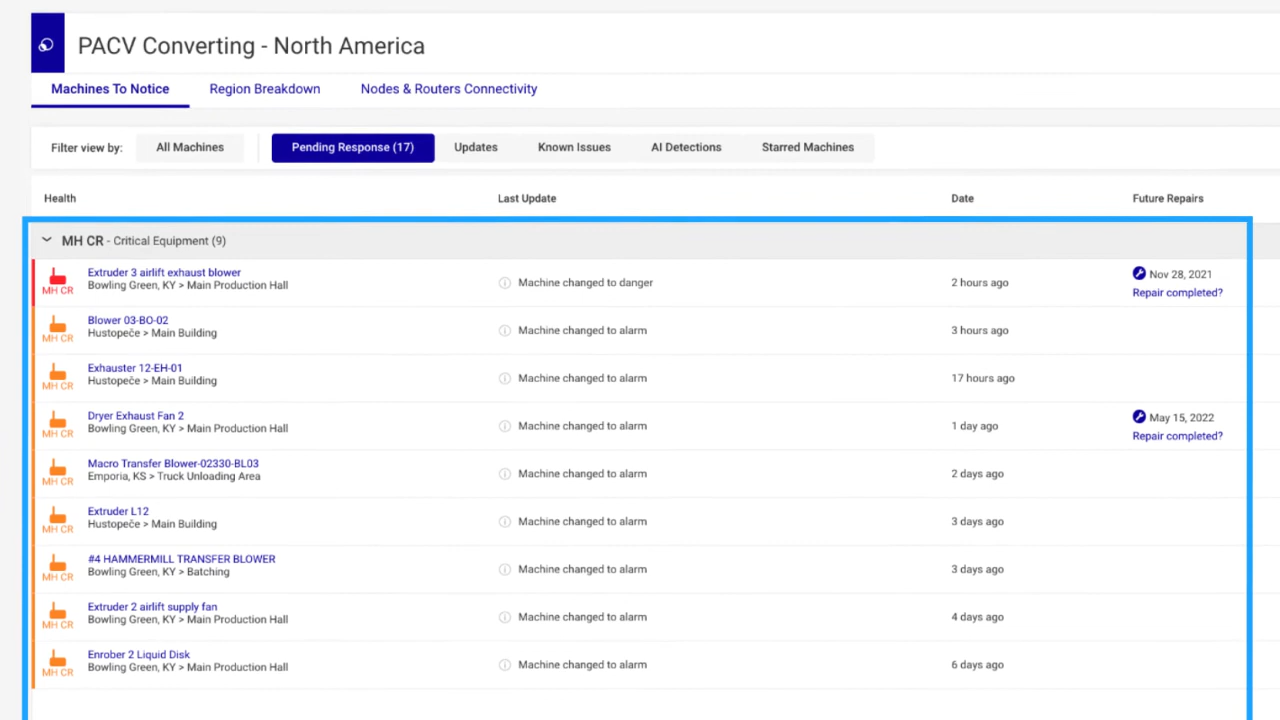 PACV Converting - North America
Machines To Notice Region Breakdown Nodes & Routers Connectivity
Filter view by: All Machines Pending Response (17) Updates Known Issues AI Detections Starred Machines
Health Last Update Date Future Repairs
MH CR - Critical Equipment (9)
Extruder 3 airlift exhaust blower
Bowling Green, KY > Main Production Hall
MH CR
Machine changed to danger
2 hours ago
Nov 28, 2021
Repair completed?
Blower 03-BO-02
Hustopeče > Main Building
MH CR
Machine changed to alarm
3 hours ago
Exhauster 12-EH-01
Hustopeče > Main Building
MH CR
Machine changed to alarm
17 hours ago
Dryer Exhaust Fan 2
Bowling Green, KY > Main Production Hall
MH CR
Machine changed to alarm
1 day ago
May 15, 2022
Repair completed?
Macro Transfer Blower-02330-BL03
Emporia, KS > Truck Unloading Area
MH CR
Machine changed to alarm
2 days ago
Extruder L12
Hustopeče > Main Building
MH CR
Machine changed to alarm
3 days ago
#4 HAMMERMILL TRANSFER BLOWER
Bowling Green, KY > Batching
MH CR
Machine changed to alarm
3 days ago
Extruder 2 airlift supply fan
Bowling Green, KY > Main Production Hall
MH CR
Machine changed to alarm
4 days ago
Enrober 2 Liquid Disk
Bowling Green, KY > Main Production Hall
MH CR
Machine changed to alarm
6 days ago